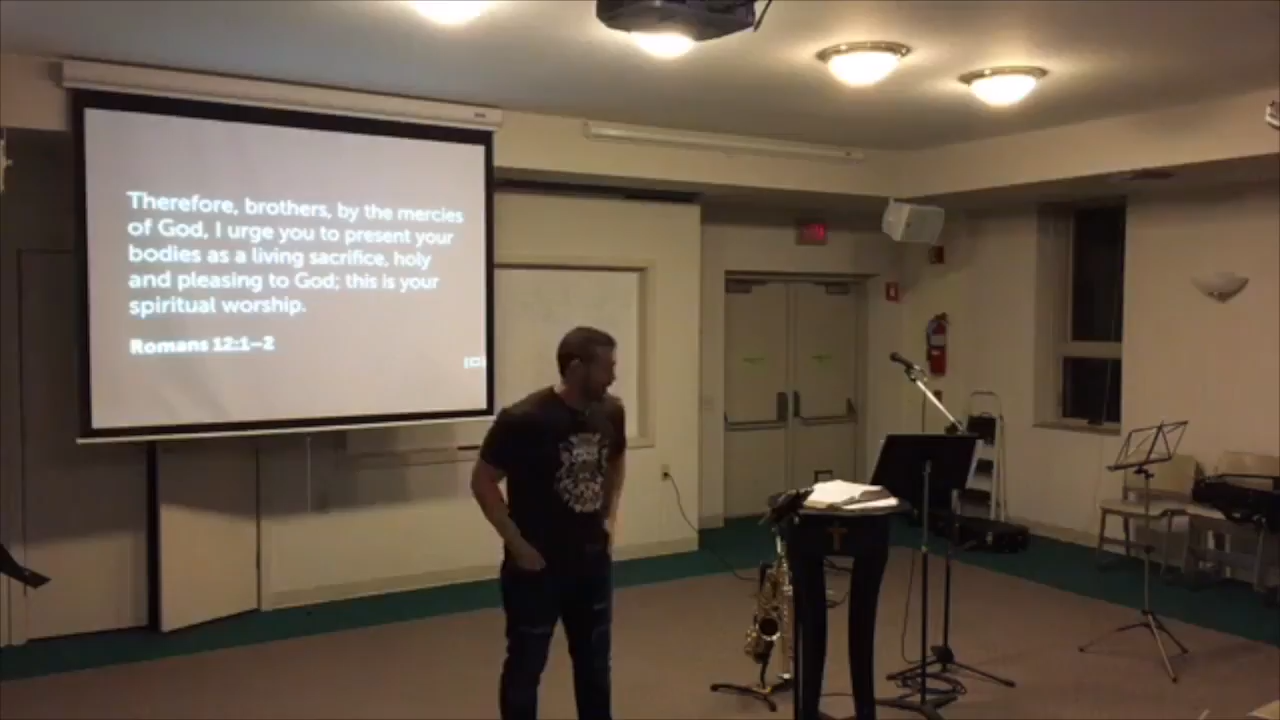 Therefore, brothers, by the mercies
of God, I urge you to present your
bodies as a living sacrifice, holy
and pleasing to God; this is your
spiritual worship.
Romans 12:1–2